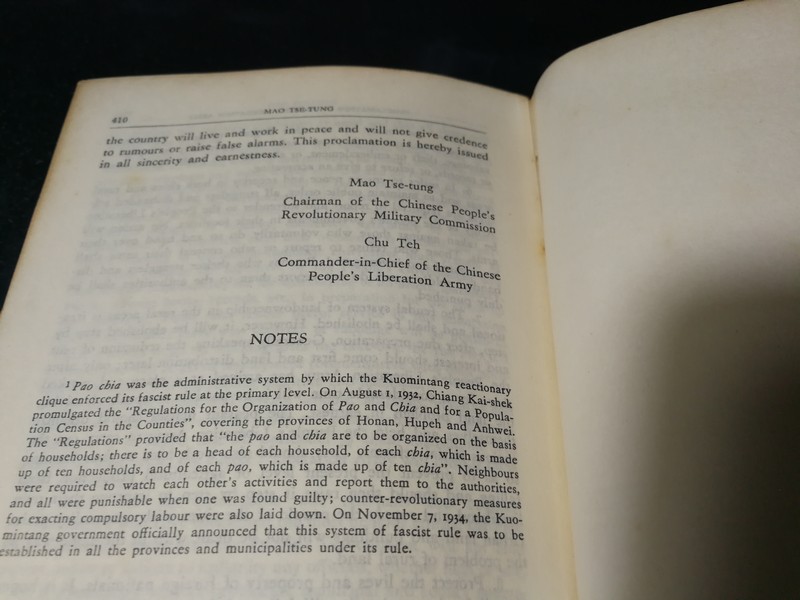 410
MAO TSE-TUNG
the country will live and work in peace and will not give credence
to rumours or raise false alarms. This proclamation is hereby issued
in all sincerity and earnestness.
Mao Tse-tung
Chairman of the Chinese People's
Revolutionary Military Commission
Chu Teh
Commander-in-Chief of the Chinese
People's Liberation Army
NOTES
¹ Pao chia was the administrative system by which the Kuomintang reactionary
clique enforced its fascist rule at the primary level. On August 1, 1932, Chiang Kai-shek
promulgated the "Regulations for the Organization of Pao and Chia and for a Popula-
tion Census in the Counties", covering the provinces of Honan, Hupeh and Anhwei.
The "Regulations" provided that "the pao and chia are to be organized on the basis
of households; there is to be a head of each household, of each chia, which is made
up of ten households, and of each pao, which is made up of ten chia". Neighbours
were required to watch each other's activities and report them to the authorities,
and all were punishable when one was found guilty; counter-revolutionary measures
for exacting compulsory labour were also laid down. On November 7, 1934, the Kuo-
mintang government officially announced that this system of fascist rule was to be
established in all the provinces and municipalities under its rule.